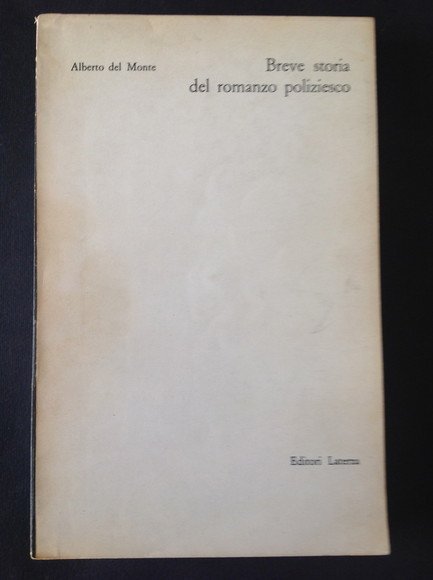 Alberto del Monte
Breve storia
del romanzo poliziesco
Editori Laterza